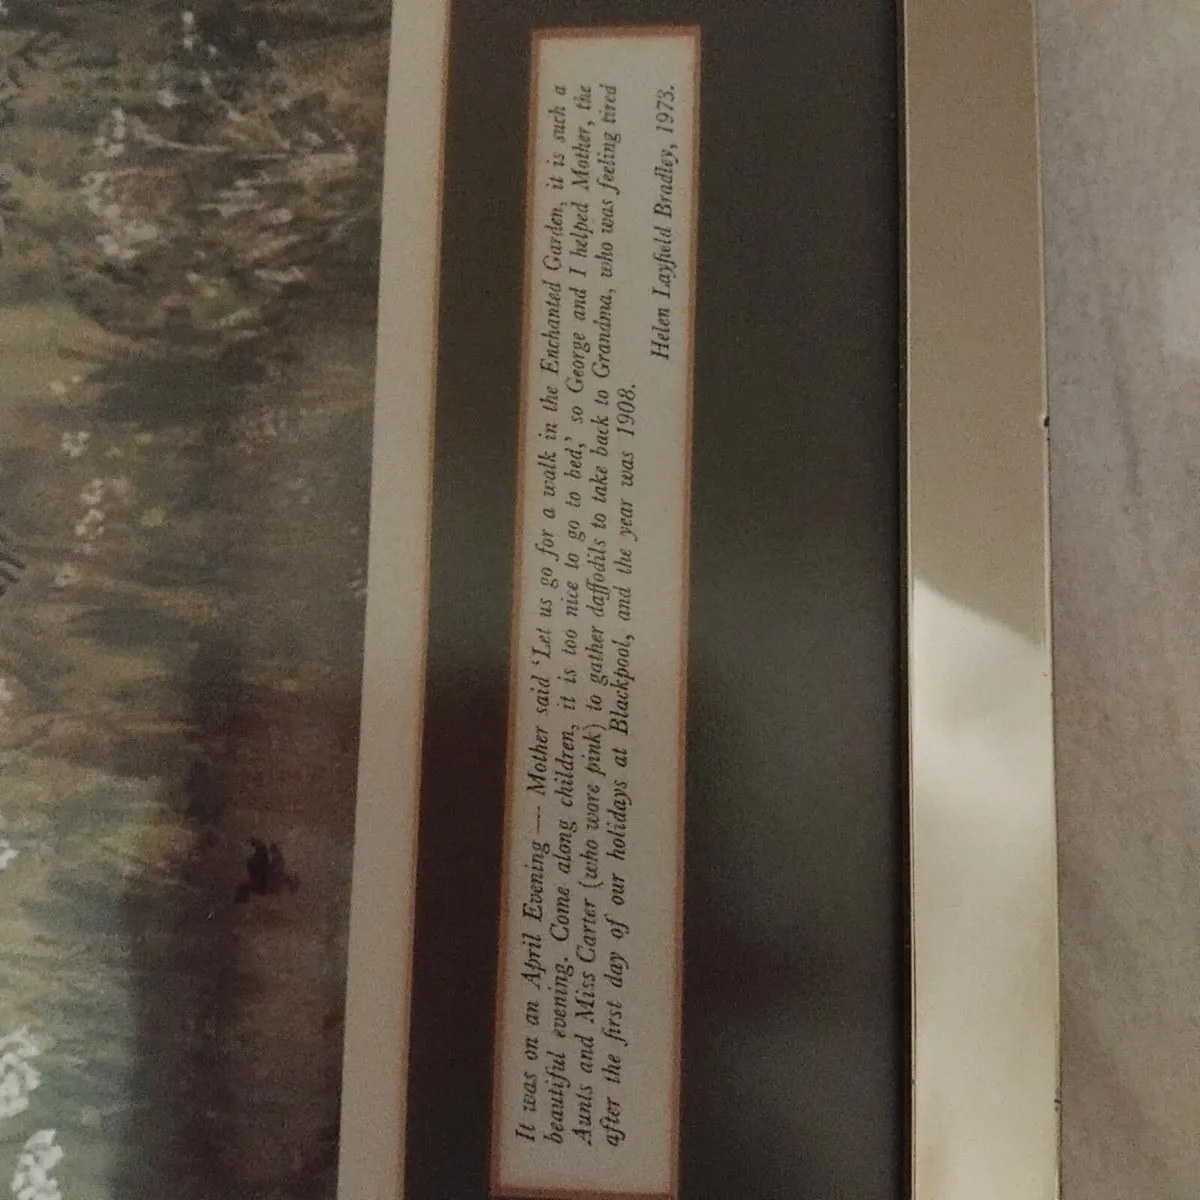 It was on an April Evening — Mother said 'Let us go for a walk in the Enchanted Garden, it is such a
beautiful evening. Come along children, it is too nice to go to bed,' so George and I helped Mother, the
Aunts and Miss Carter (who wore pink) to gather daffodils to take back to Grandma, who was feeling tired
after the first day of our holidays at Blackpool, and the year was 1908.
Helen Layfield Bradley, 1973.